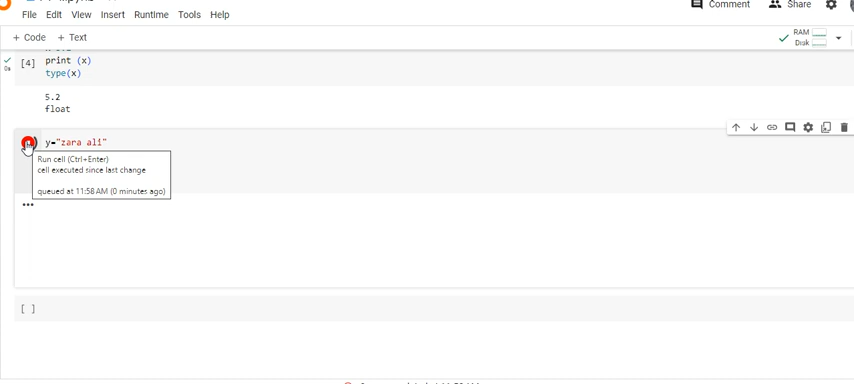 Comment Share
File Edit View Insert Runtime Tools Help
+ Code + Text
RAM
Disk
[4] print (x)
0s
type(x)
5.2
float
y="zara ali"
Run cell (Ctrl+Enter)
cell executed since last change
queued at 11:58 AM (0 minutes ago)
•••
[ ]